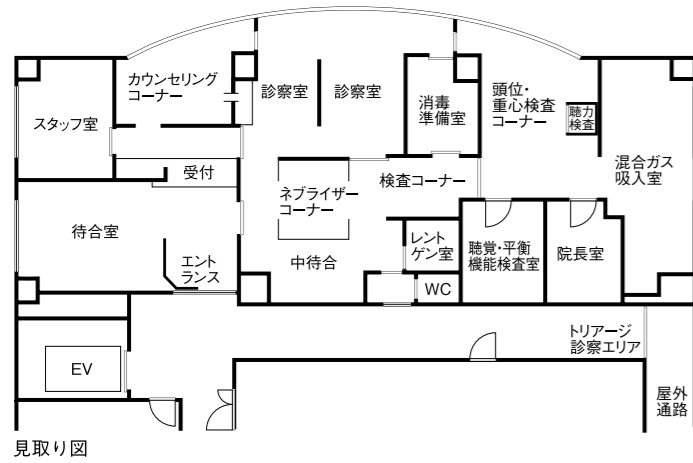 カウンセリング
コーナー
診察室
診察室
消毒
準備室
頭位・
重心検査
コーナー
聴力
検査
スタッフ室
混合ガス
吸入室
受付
ネブライザー
コーナー
検査コーナー
待合室
エント
ランス
中待合
レント
ゲン室
WC
聴覚・平衡
機能検査室
院長室
トリアージ
診察エリア
EV
屋外
通路
見取り図